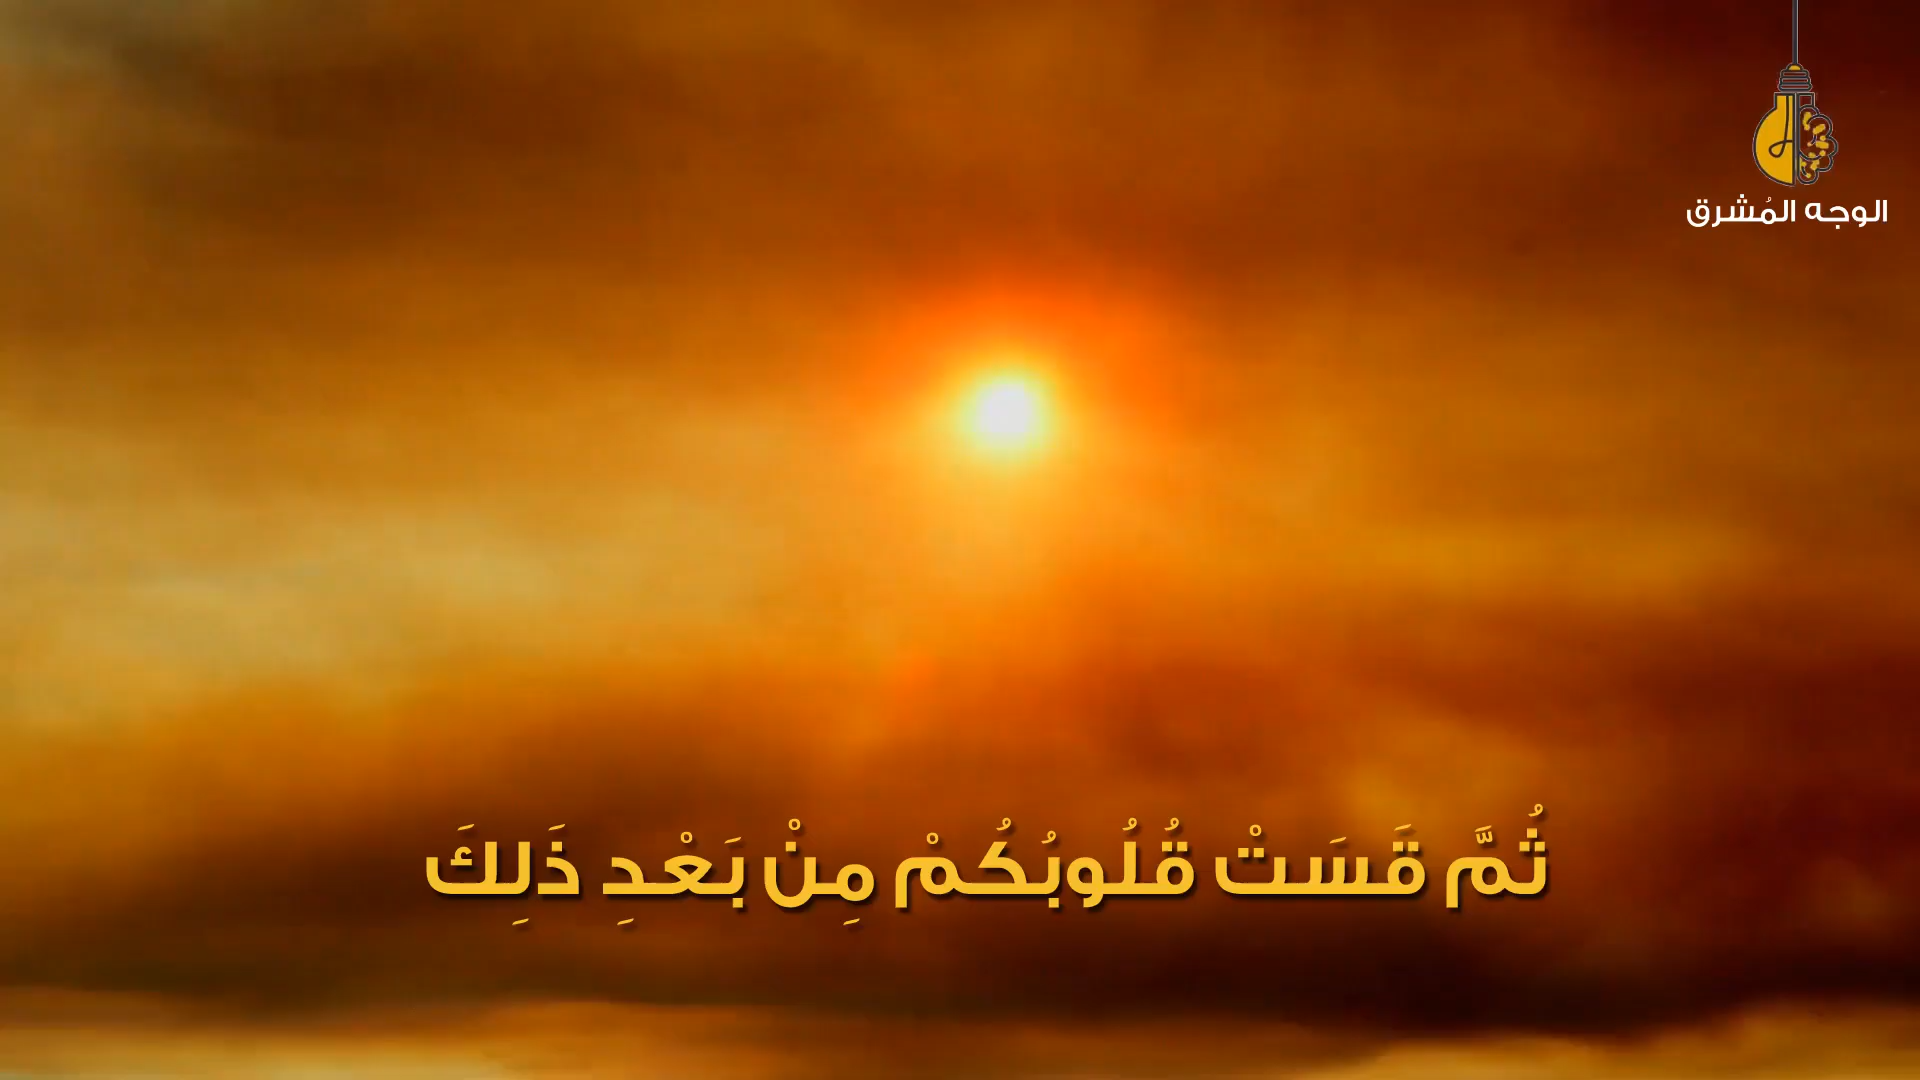 الوجه المُشرق
ثُمَّ قَسَتْ قُلُوبُكُمْ مِنْ بَعْدِ ذَلِكَ